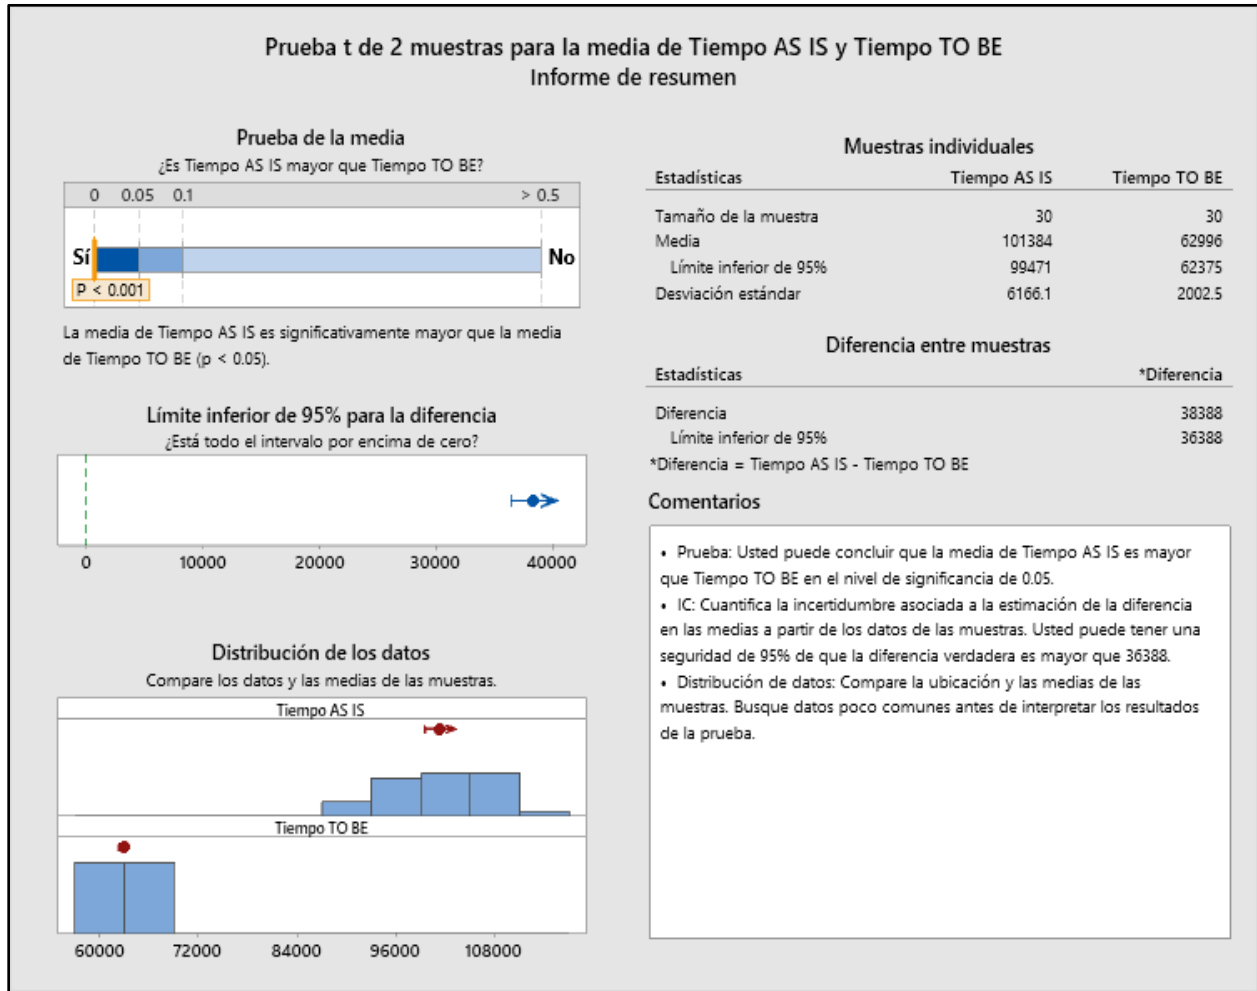 Prueba t de 2 muestras para la media de Tiempo AS IS y Tiempo TO BE
Informe de resumen
Prueba de la media
¿Es Tiempo AS IS mayor que Tiempo TO BE?
0 0.05 0.1 > 0.5
Sí No
P < 0.001
La media de Tiempo AS IS es significativamente mayor que la media
de Tiempo TO BE (p < 0.05).
Límite inferior de 95% para la diferencia
¿Está todo el intervalo por encima de cero?
0 10000 20000 30000 40000
Distribución de los datos
Compare los datos y las medias de las muestras.
Tiempo AS IS
Tiempo TO BE
60000 72000 84000 96000 108000
Muestras individuales
Estadísticas Tiempo AS IS Tiempo TO BE
Tamaño de la muestra 30 30
Media 101384 62996
Límite inferior de 95% 99471 62375
Desviación estándar 6166.1 2002.5
Diferencia entre muestras
Estadísticas *Diferencia
Diferencia 38388
Límite inferior de 95% 36388
*Diferencia = Tiempo AS IS - Tiempo TO BE
Comentarios
• Prueba: Usted puede concluir que la media de Tiempo AS IS es mayor
que Tiempo TO BE en el nivel de significancia de 0.05.
• IC: Cuantifica la incertidumbre asociada a la estimación de la diferencia
en las medias a partir de los datos de las muestras. Usted puede tener una
seguridad de 95% de que la diferencia verdadera es mayor que 36388.
• Distribución de datos: Compare la ubicación y las medias de las
muestras. Busque datos poco comunes antes de interpretar los resultados
de la prueba.